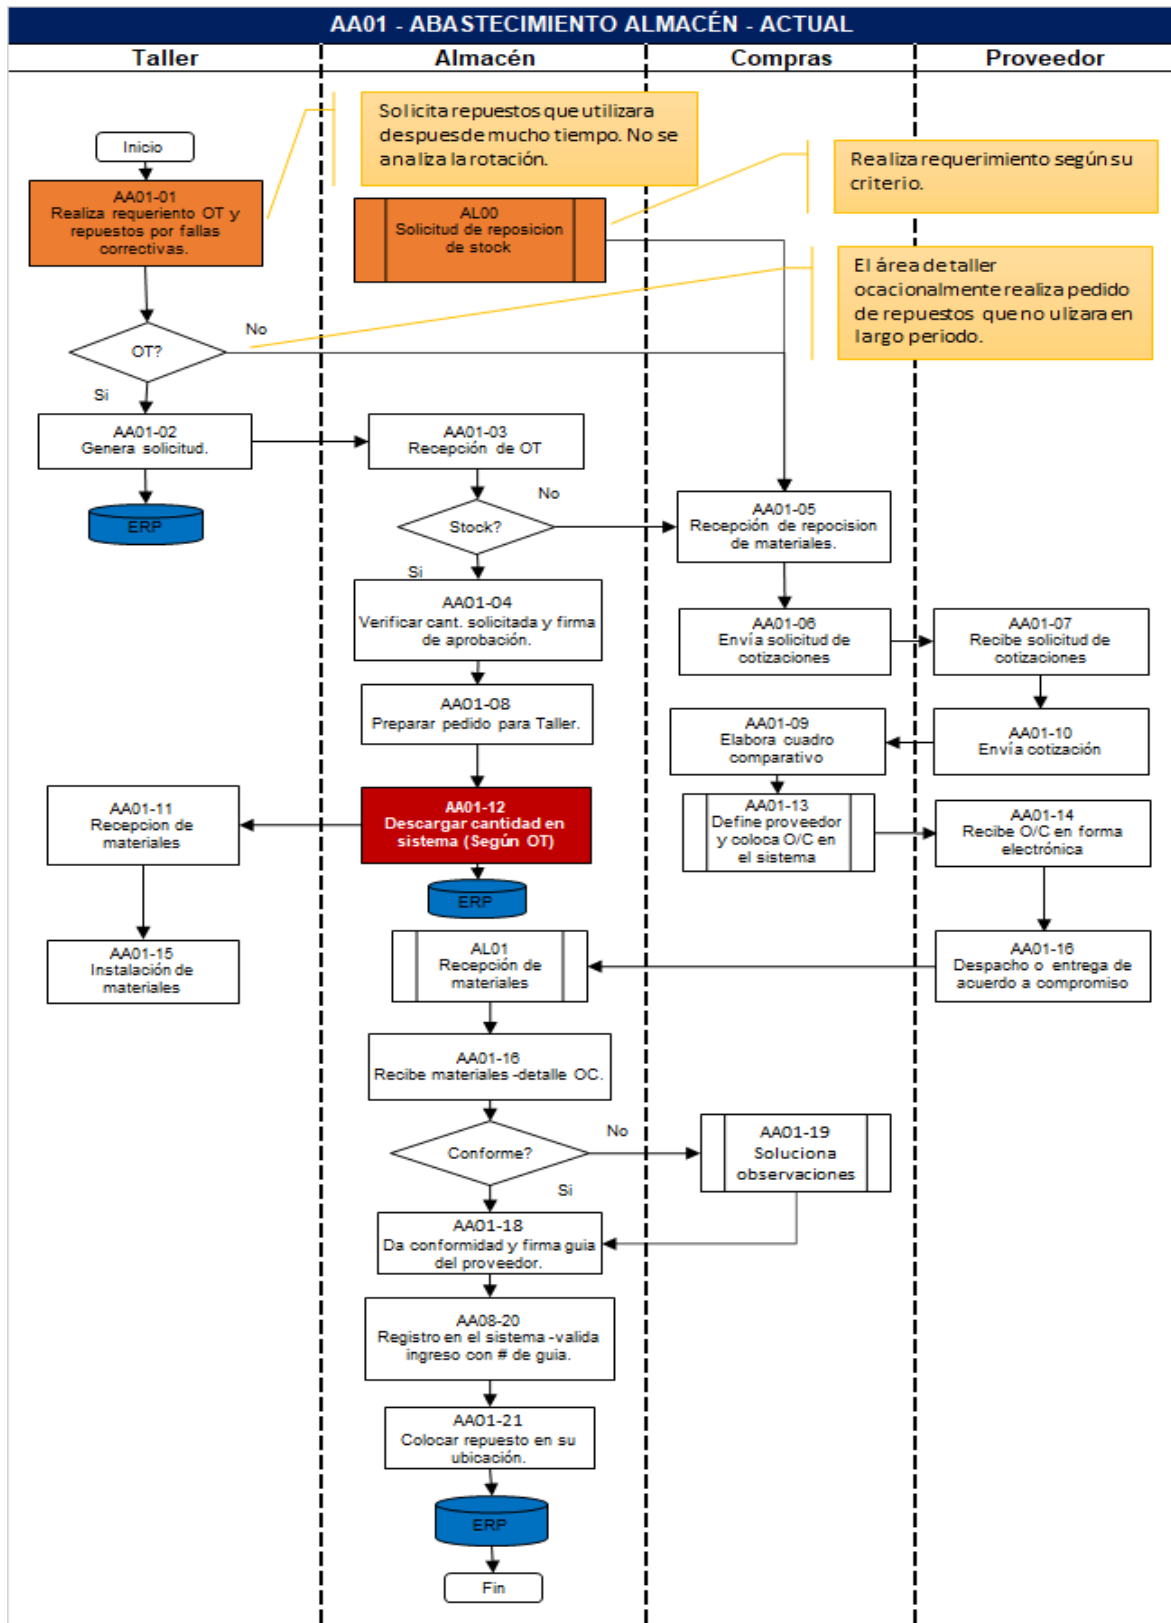 AA01 - ABASTECIMIENTO ALMACÉN - ACTUAL
Taller
Almacén
Compras
Proveedor
Solicita repuestos que utilizara
despues de mucho tiempo. No se
analiza la rotación.
Inicio
Realiza requerimiento según su
criterio.
AA01-01
Realiza requeriento OT y
repuestos por fallas
correctivas.
AL00
Solicitud de reposicion
de stock
El área de taller
ocacionalmente realiza pedido
de repuestos que no ulizara en
largo periodo.
No
OT?
Si
AA01-02
Genera solicitud.
AA01-03
Recepción de OT
No
ERP
Stock?
AA01-05
Recepción de repocision
de materiales.
Si
AA01-04
Verificar cant. solicitada y firma
de aprobación.
AA01-06
Envía solicitud de
cotizaciones
AA01-07
Recibe solicitud de
cotizaciones
AA01-08
Preparar pedido para Taller.
AA01-09
Elabora cuadro
comparativo
AA01-10
Envía cotización
AA01-11
Recepcion de
materiales
AA01-12
Descargar cantidad en
sistema (Según OT)
AA01-13
Define proveedor
y coloca O/C en
el sistema
AA01-14
Recibe O/C en forma
electrónica
ERP
AA01-15
Instalación de
materiales
AL01
Recepción de
materiales
AA01-16
Despacho o entrega de
acuerdo a compromiso
AA01-16
Recibe materiales -detalle OC.
No
Conforme?
AA01-19
Soluciona
observaciones
Si
AA01-18
Da conformidad y firma guia
del proveedor.
AA08-20
Registro en el sistema -valida
ingreso con # de guia.
AA01-21
Colocar repuesto en su
ubicación.
ERP
Fin